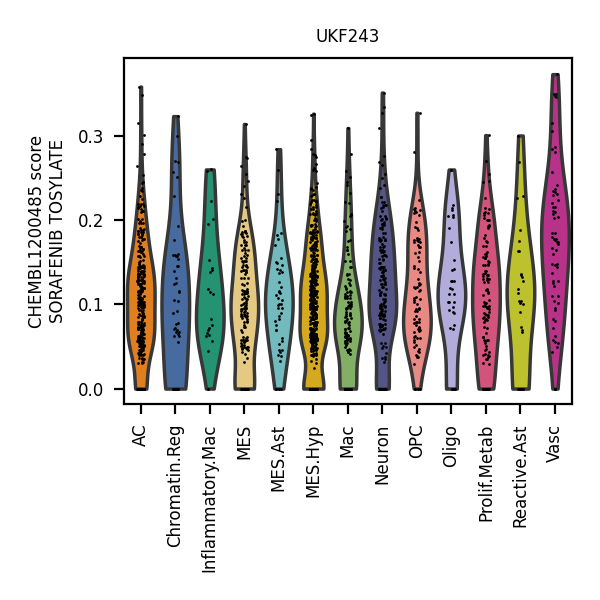 UKF243
CHEMBL1200485 score
SORAFENIB TOSYLATE
0.3
0.2
0.1
0.0
AC
Chromatin.Reg
Inflammatory.Mac
MES
MES.Ast
MES.Hyp
Mac
Neuron
OPC
Oligo
Prolif.Metab
Reactive.Ast
Vasc